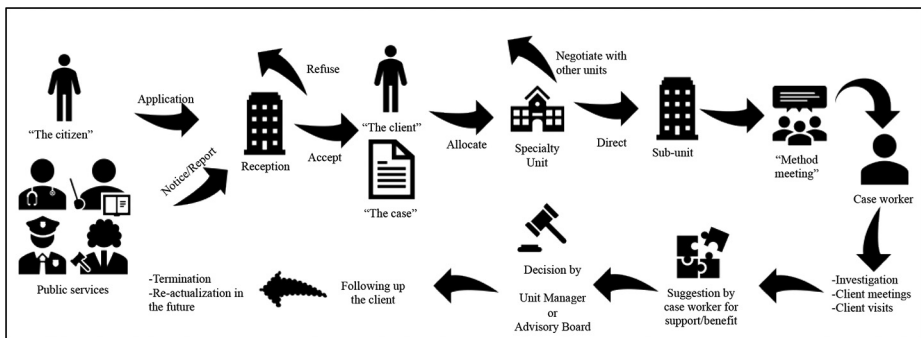 “The citizen”
Application
Notice/Report
Public services
Refuse
Reception
Accept
“The client”
“The case”
Allocate
Negotiate with
other units
Specialty
Unit
Direct
Sub-unit
“Method
meeting”
Case worker
-Investigation
-Client meetings
-Client visits
Suggestion by
case worker for
support/benefit
Decision by
Unit Manager
or
Advisory Board
Following up
the client
-Termination
-Re-actualization in
the future